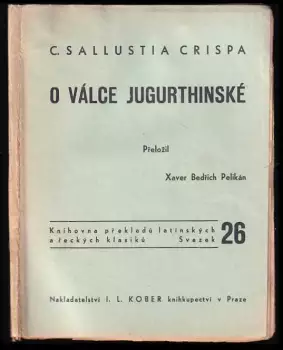 C. SALLUSTIA CRISPA
O VÁLCE JUGURTHINSKÉ
Přeložil
Xaver Bedřich Pelikán
Knihovna překladů latinských
a řeckých klasiků Svazek 26
Nakladatelství I. L. KOBER knihkupectví v Praze